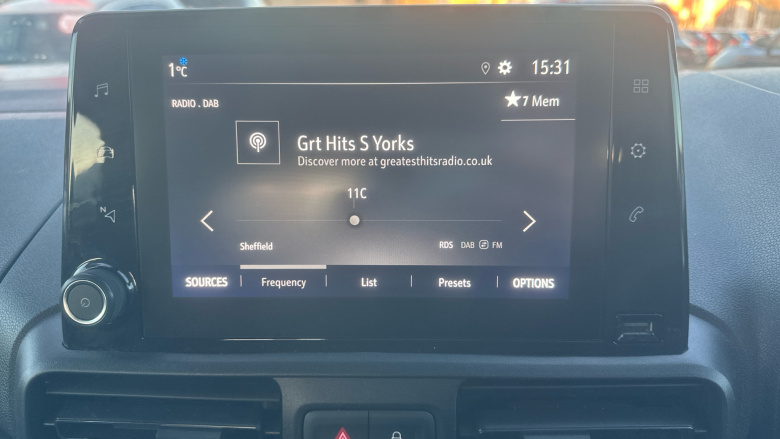 1°C
15:31
RADIO . DAB
7 Mem
Grt Hits S Yorks
Discover more at greatesthitsradio.co.uk
11C
Sheffield
RDS DAB FM
SOURCES Frequency List Presets OPTIONS
N